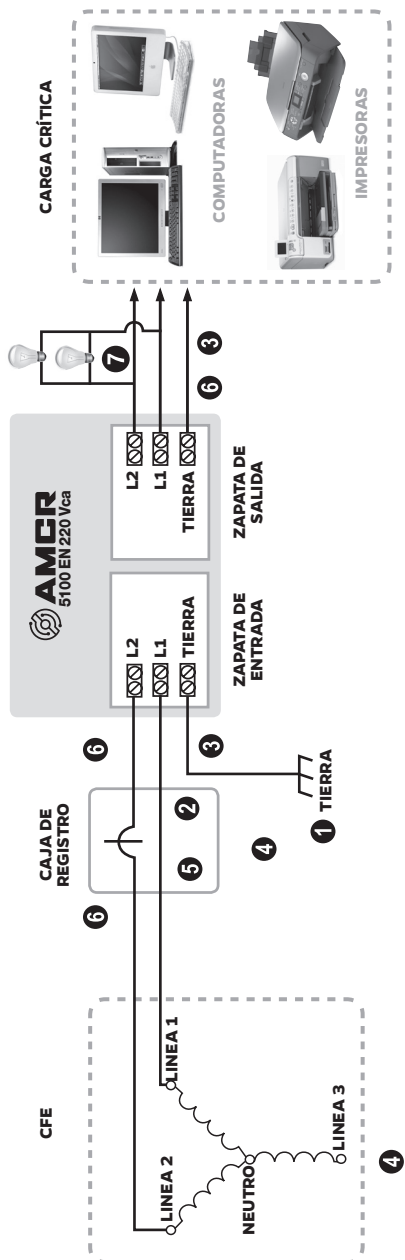 CFE
LINEA 2
LINEA 1
NEUTRO
LINEA 3
4
6
CAJA DE
REGISTRO
5
2
4
6
3
1
TIERRA
AMCR
5100 EN 220 Vca
L2
L1
TIERRA
ZAPATA DE
ENTRADA
L2
L1
TIERRA
ZAPATA DE
SALIDA
7
6
3
CARGA CRÍTICA
COMPUTADORAS
IMPRESORAS